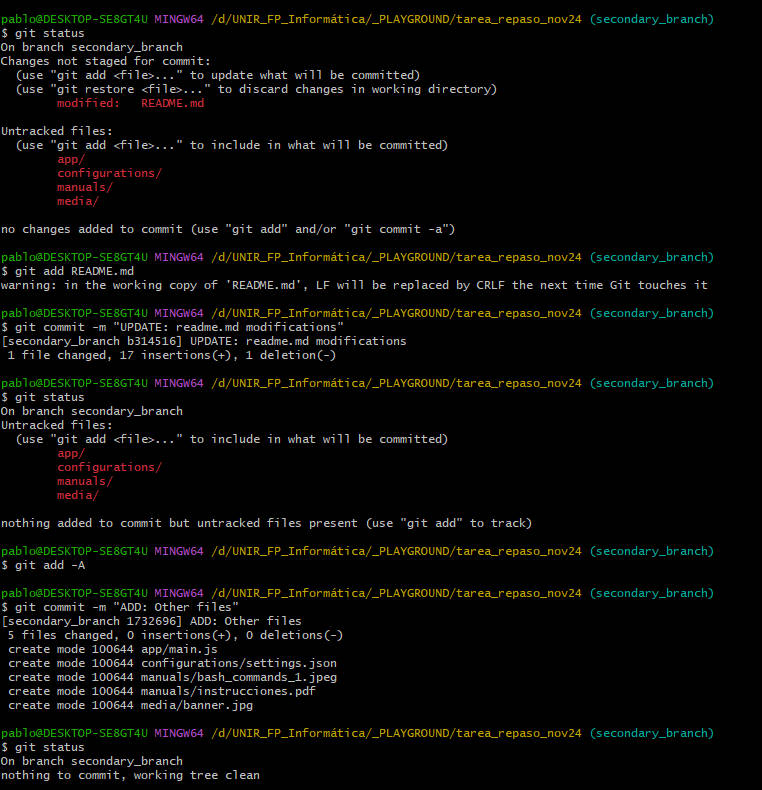 pablo@DESKTOP-SE8GT4U MINGW64 /d/UNIR_FP_Informática/_PLAYGROUND/tarea_repaso_nov24 (secondary_branch)
$ git status
On branch secondary_branch
Changes not staged for commit:
  (use "git add <file>..." to update what will be committed)
  (use "git restore <file>..." to discard changes in working directory)
        modified:   README.md

Untracked files:
  (use "git add <file>..." to include in what will be committed)
        app/
        configurations/
        manuals/
        media/

no changes added to commit (use "git add" and/or "git commit -a")

pablo@DESKTOP-SE8GT4U MINGW64 /d/UNIR_FP_Informática/_PLAYGROUND/tarea_repaso_nov24 (secondary_branch)
$ git add README.md
warning: in the working copy of 'README.md', LF will be replaced by CRLF the next time Git touches it

pablo@DESKTOP-SE8GT4U MINGW64 /d/UNIR_FP_Informática/_PLAYGROUND/tarea_repaso_nov24 (secondary_branch)
$ git commit -m "UPDATE: readme.md modifications"
[secondary_branch b314516] UPDATE: readme.md modifications
 1 file changed, 17 insertions(+), 1 deletion(-)

pablo@DESKTOP-SE8GT4U MINGW64 /d/UNIR_FP_Informática/_PLAYGROUND/tarea_repaso_nov24 (secondary_branch)
$ git status
On branch secondary_branch
Untracked files:
  (use "git add <file>..." to include in what will be committed)
        app/
        configurations/
        manuals/
        media/

nothing added to commit but untracked files present (use "git add" to track)

pablo@DESKTOP-SE8GT4U MINGW64 /d/UNIR_FP_Informática/_PLAYGROUND/tarea_repaso_nov24 (secondary_branch)
$ git add -A

pablo@DESKTOP-SE8GT4U MINGW64 /d/UNIR_FP_Informática/_PLAYGROUND/tarea_repaso_nov24 (secondary_branch)
$ git commit -m "ADD: Other files"
[secondary_branch 1732696] ADD: Other files
 5 files changed, 0 insertions(+), 0 deletions(-)
 create mode 100644 app/main.js
 create mode 100644 configurations/settings.json
 create mode 100644 manuals/bash_commands_1.jpeg
 create mode 100644 manuals/instrucciones.pdf
 create mode 100644 media/banner.jpg

pablo@DESKTOP-SE8GT4U MINGW64 /d/UNIR_FP_Informática/_PLAYGROUND/tarea_repaso_nov24 (secondary_branch)
$ git status
On branch secondary_branch
nothing to commit, working tree clean